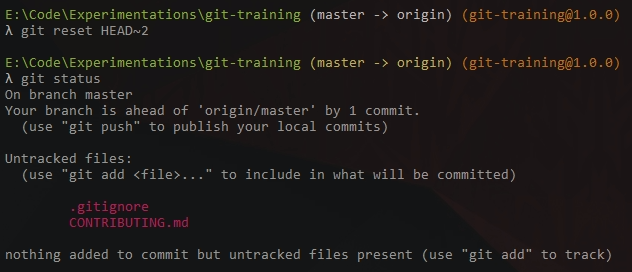 E:\Code\Experimentations\git-training (master -> origin) (git-training@1.0.0)
λ git reset HEAD~2
E:\Code\Experimentations\git-training (master -> origin) (git-training@1.0.0)
λ git status
On branch master
Your branch is ahead of 'origin/master' by 1 commit.
(use "git push" to publish your local commits)
Untracked files:
(use "git add <file>..." to include in what will be committed)
.gitignore
CONTRIBUTING.md
nothing added to commit but untracked files present (use "git add" to track)